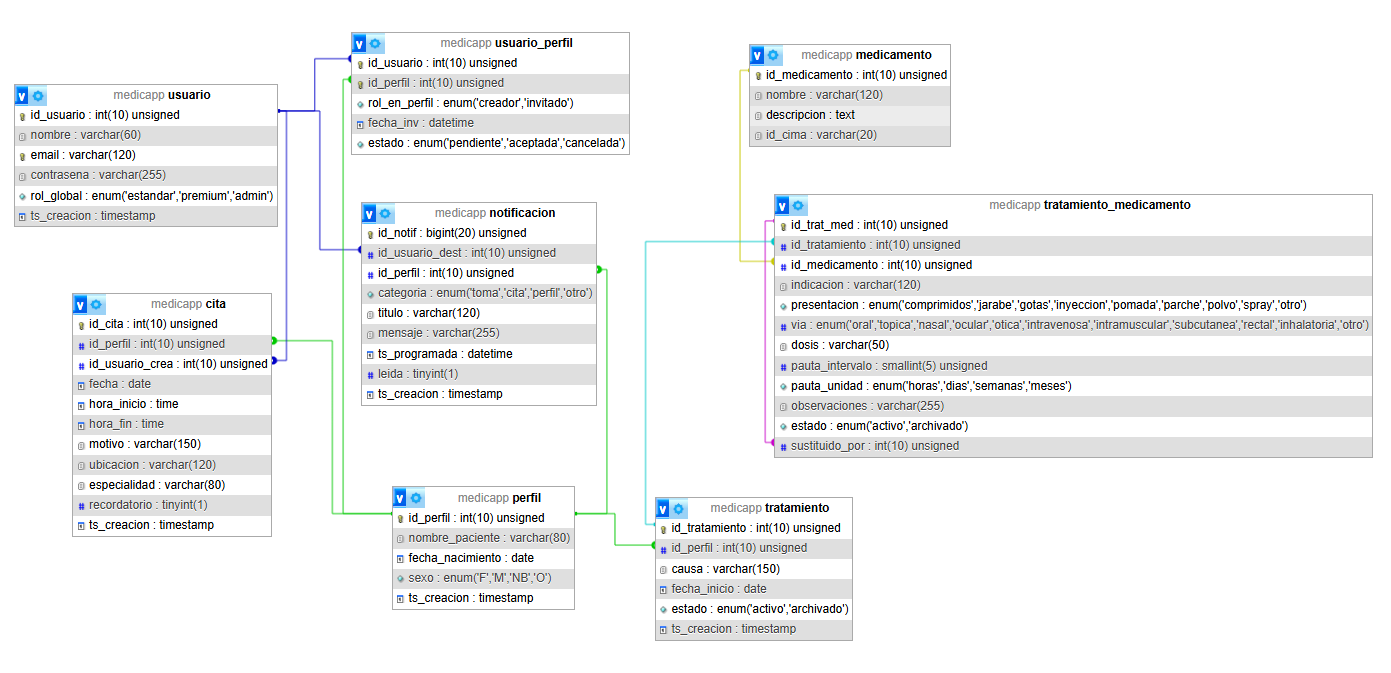 medicapp usuario_perfil
id_usuario : int(10) unsigned
id_perfil : int(10) unsigned
rol_en_perfil : enum('creador','invitado')
fecha_inv : datetime
estado : enum('pendiente','aceptada','cancelada')
medicapp medicamento
id_medicamento : int(10) unsigned
nombre : varchar(120)
descripcion : text
id_cima : varchar(20)
medicapp usuario
id_usuario : int(10) unsigned
nombre : varchar(60)
email : varchar(120)
contrasena : varchar(255)
rol_global : enum('estandar','premium','admin')
ts_creacion : timestamp
medicapp notificacion
id_notif : bigint(20) unsigned
id_usuario_dest : int(10) unsigned
id_perfil : int(10) unsigned
categoria : enum('toma','cita','perfil','otro')
titulo : varchar(120)
mensaje : varchar(255)
ts_programada : datetime
leida : tinyint(1)
ts_creacion : timestamp
medicapp tratamiento_medicamento
id_trat_med : int(10) unsigned
id_tratamiento : int(10) unsigned
id_medicamento : int(10) unsigned
indicacion : varchar(120)
presentacion : enum('comprimidos','jarabe','gotas','inyeccion','pomada','parche','polvo','spray','otro')
via : enum('oral','topica','nasal','ocular','otica','intravenosa','intramuscular','subcutanea','rectal','inhalatoria','otro')
dosis : varchar(50)
pauta_intervalo : smallint(5) unsigned
pauta_unidad : enum('horas','dias','semanas','meses')
observaciones : varchar(255)
estado : enum('activo','archivado')
sustituido_por : int(10) unsigned
medicapp cita
id_cita : int(10) unsigned
id_perfil : int(10) unsigned
id_usuario_crea : int(10) unsigned
fecha : date
hora_inicio : time
hora_fin : time
motivo : varchar(150)
ubicacion : varchar(120)
especialidad : varchar(80)
recordatorio : tinyint(1)
ts_creacion : timestamp
medicapp perfil
id_perfil : int(10) unsigned
nombre_paciente : varchar(80)
fecha_nacimiento : date
sexo : enum('F','M','NB','O')
ts_creacion : timestamp
medicapp tratamiento
id_tratamiento : int(10) unsigned
id_perfil : int(10) unsigned
causa : varchar(150)
fecha_inicio : date
estado : enum('activo','archivado')
ts_creacion : timestamp